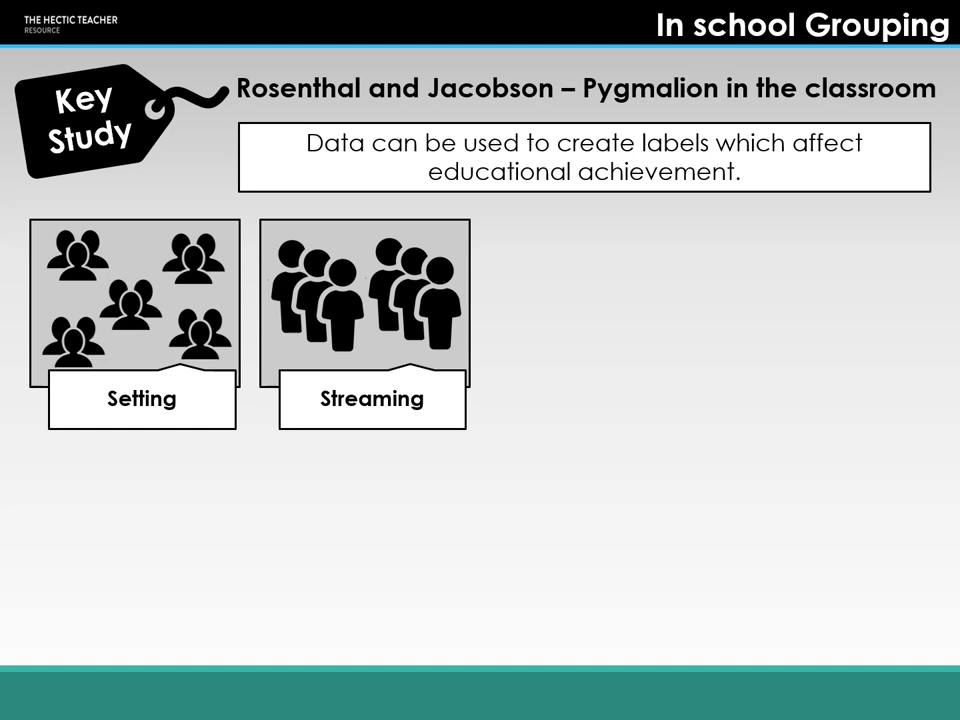 THE HECTIC TEACHER
RESOURCE
In school Grouping
Key
Study
Rosenthal and Jacobson – Pygmalion in the classroom
Data can be used to create labels which affect
educational achievement.
Setting
Streaming